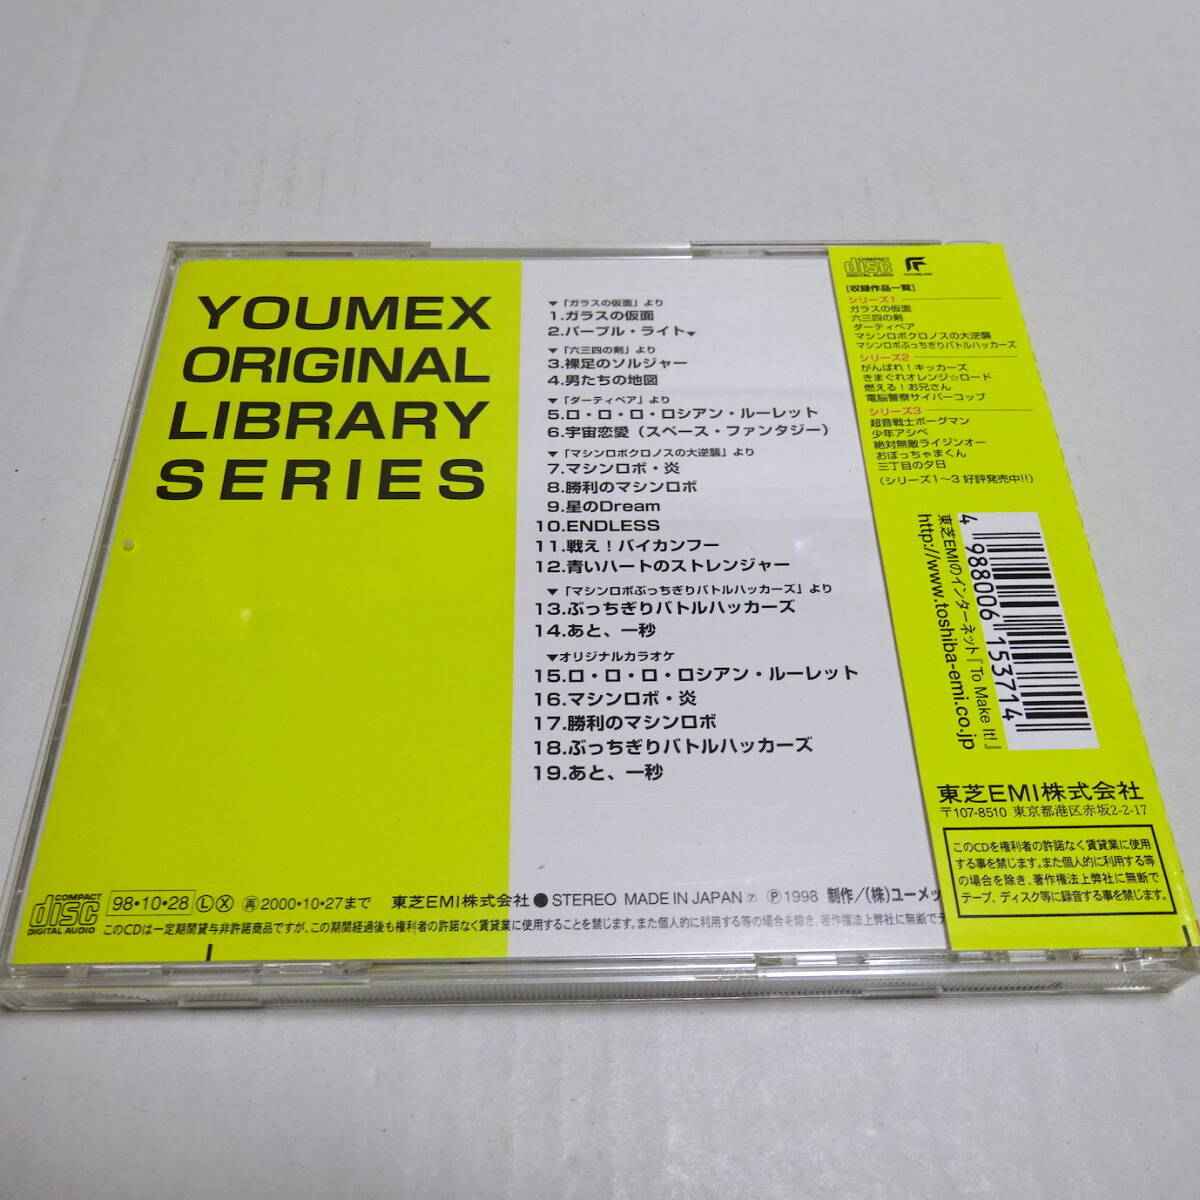 YOUMEX
ORIGINAL
LIBRARY
SERIES
▼「ガラスの仮面」より
1.ガラスの仮面
2.パープル・ライト▼
▼「六三四の剣」より
3.裸足のソルジャー
4.男たちの地図
▼「ダーティペア」より
5.ロ・ロ・ロ・ロシアン・ルーレット
6.宇宙恋愛（スペース・ファンタジー）
▼「マシンロボクロノスの大逆襲」より
7.マシンロボ・炎
8.勝利のマシンロボ
9.星のDream
10.ENDLESS
11.戦え！バイカンフー
12.青いハートのストレンジャー
▼「マシンロボぶっちぎりバトルハッカーズ」より
13.ぶっちぎりバトルハッカーズ
14.あと、一秒
▼オリジナルカラオケ
15.ロ・ロ・ロ・ロシアン・ルーレット
16.マシンロボ・炎
17.勝利のマシンロボ
18.ぶっちぎりバトルハッカーズ
19.あと、一秒
COMPACT
disc
DIGITAL AUDIO
98・10・28 Ⓛ Ⓧ 再 2000・10・27まで 東芝EMI株式会社 ● STEREO MADE IN JAPAN ⓟ1998 制作/(株)ユーメッ
このCDは一定期間貸与非許諾商品ですが、この期間経過後も権利者の許諾なく賃貸業に使用することを禁じます。また個人的に利用する等の場合を除き、著作権法上弊社に無断でテ
COMPACT
disc
DIGITAL AUDIO
[収録作品一覧]
シリーズ1
ガラスの仮面
六三四の剣
ダーティペア
マシンロボクロノスの大逆襲
マシンロボぶっちぎりバトルハッカーズ
シリーズ2
がんばれ！キッカーズ
きまぐれオレンジ☆ロード
燃える！お兄さん
電脳警察サイバーコップ
シリーズ3
超音戦士ボーグマン
少年アシベ
絶対無敵ライジンオー
おぼっちゃまくん
三丁目の夕日
（シリーズ1〜3 好評発売中!!）
4 988006 153714
東芝EMIのインターネット『To Make It!』
http://www.toshiba-emi.co.jp
東芝EMI株式会社
〒107-8510 東京都港区赤坂2-2-17
このCDを権利者の許諾なく賃貸業に使用
する事を禁じます。また個人的に利用する等
の場合を除き、著作権法上弊社に無断で
テープ、ディスク等に録音する事を禁じます。